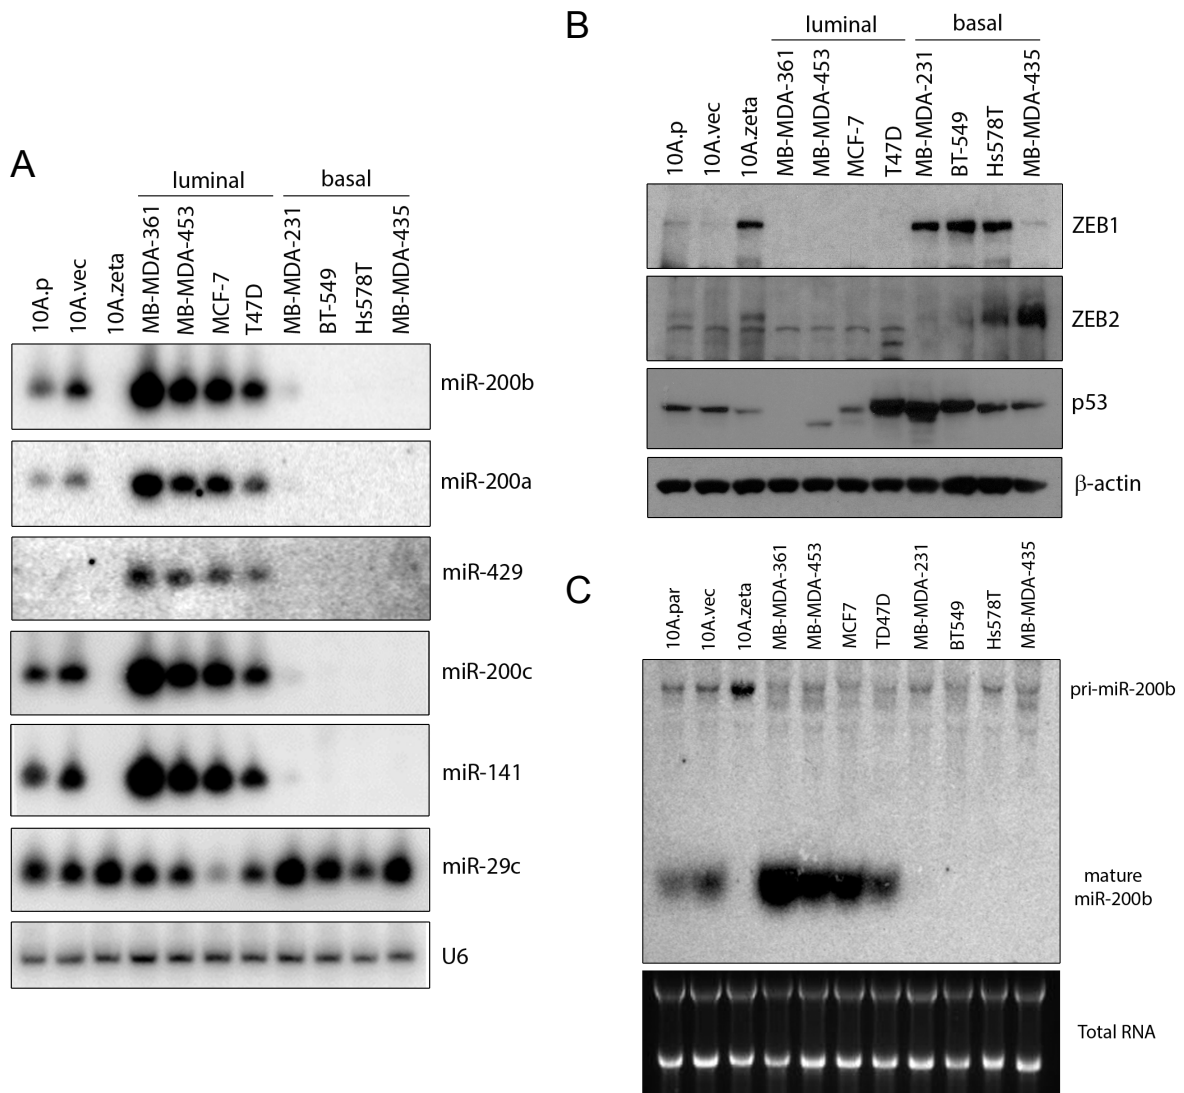 A
luminal
basal
10A.p
10A.vec
10A.zeta
MB-MDA-361
MB-MDA-453
MCF-7
T47D
MB-MDA-231
BT-549
Hs578T
MB-MDA-435
miR-200b
miR-200a
miR-429
miR-200c
miR-141
miR-29c
U6
B
luminal
basal
10A.p
10A.vec
10A.zeta
MB-MDA-361
MB-MDA-453
MCF-7
T47D
MB-MDA-231
BT-549
Hs578T
MB-MDA-435
ZEB1
ZEB2
p53
β-actin
C
10A.par
10A.vec
10A.zeta
MB-MDA-361
MB-MDA-453
MCF7
TD47D
MB-MDA-231
BT549
Hs578T
MB-MDA-435
pri-miR-200b
mature
miR-200b
Total RNA